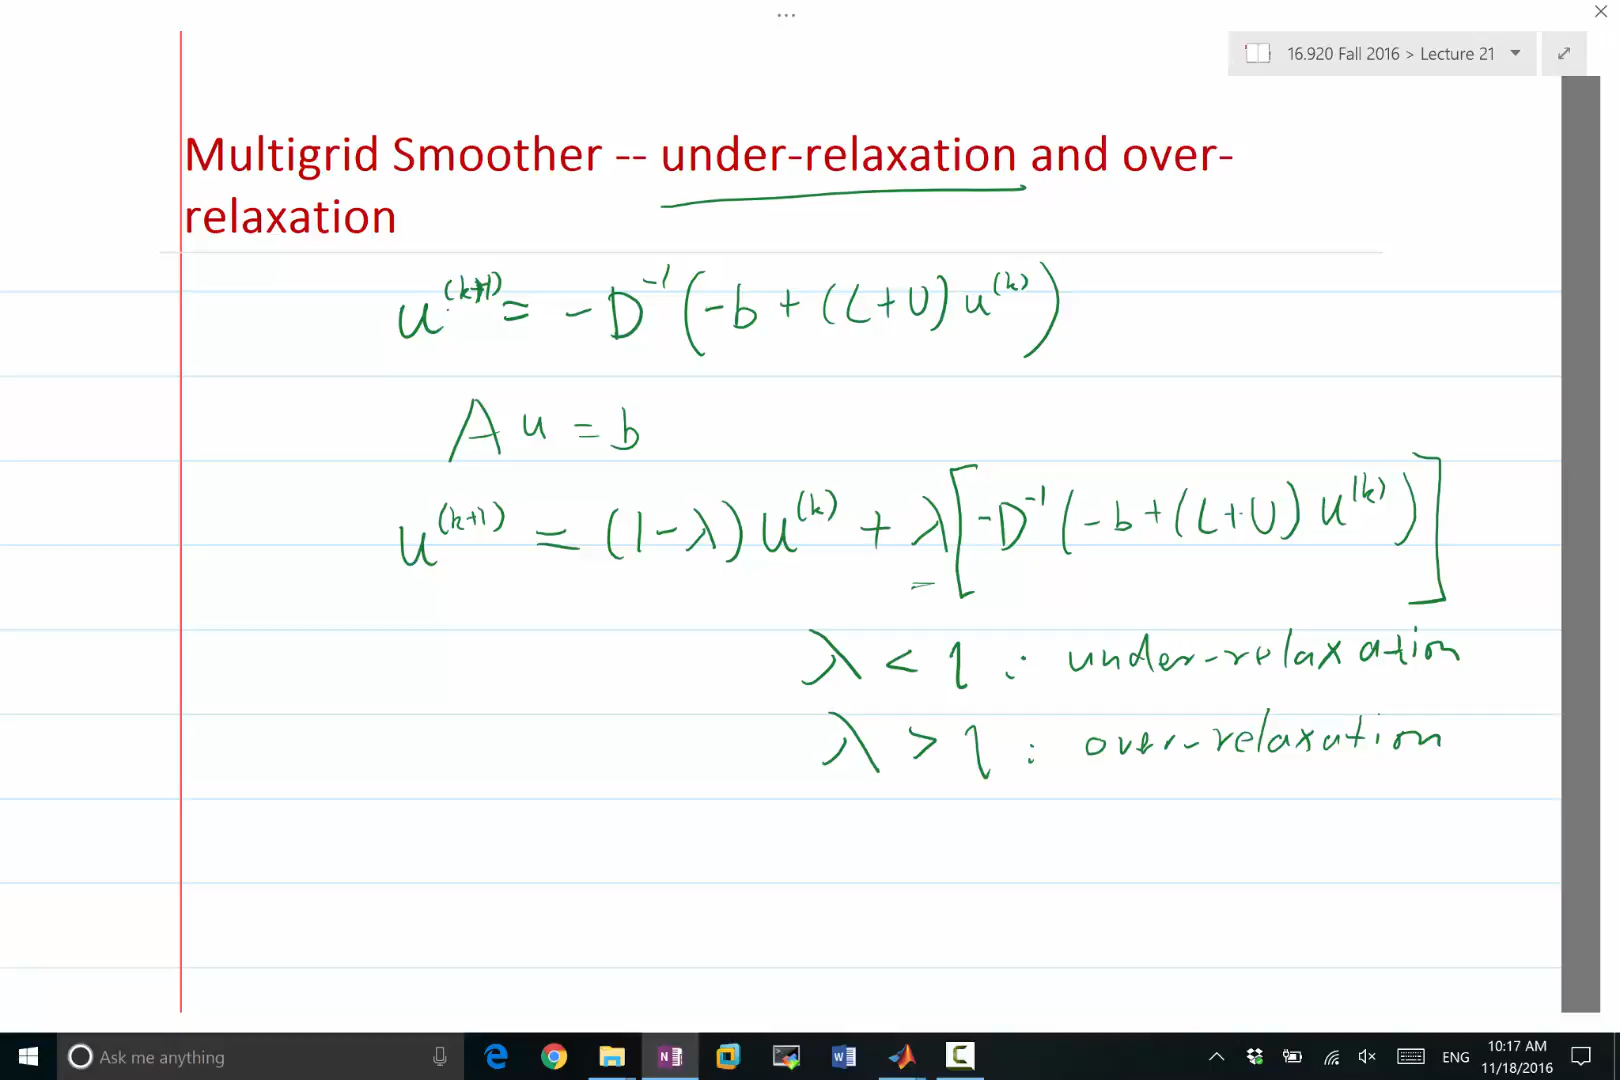 16.920 Fall 2016 > Lecture 21
Multigrid Smoother -- under-relaxation and over-
relaxation
u^(k+1) = -D^-1 (-b + (L+U) u^(k))
A u = b
u^(k+1) = (1-λ) u^(k) + λ[-D^-1 (-b + (L+U) u^(k))]
λ < 1 : under-relaxation
λ > 1 : over-relaxation
Ask me anything
ENG
10:17 AM
11/18/2016